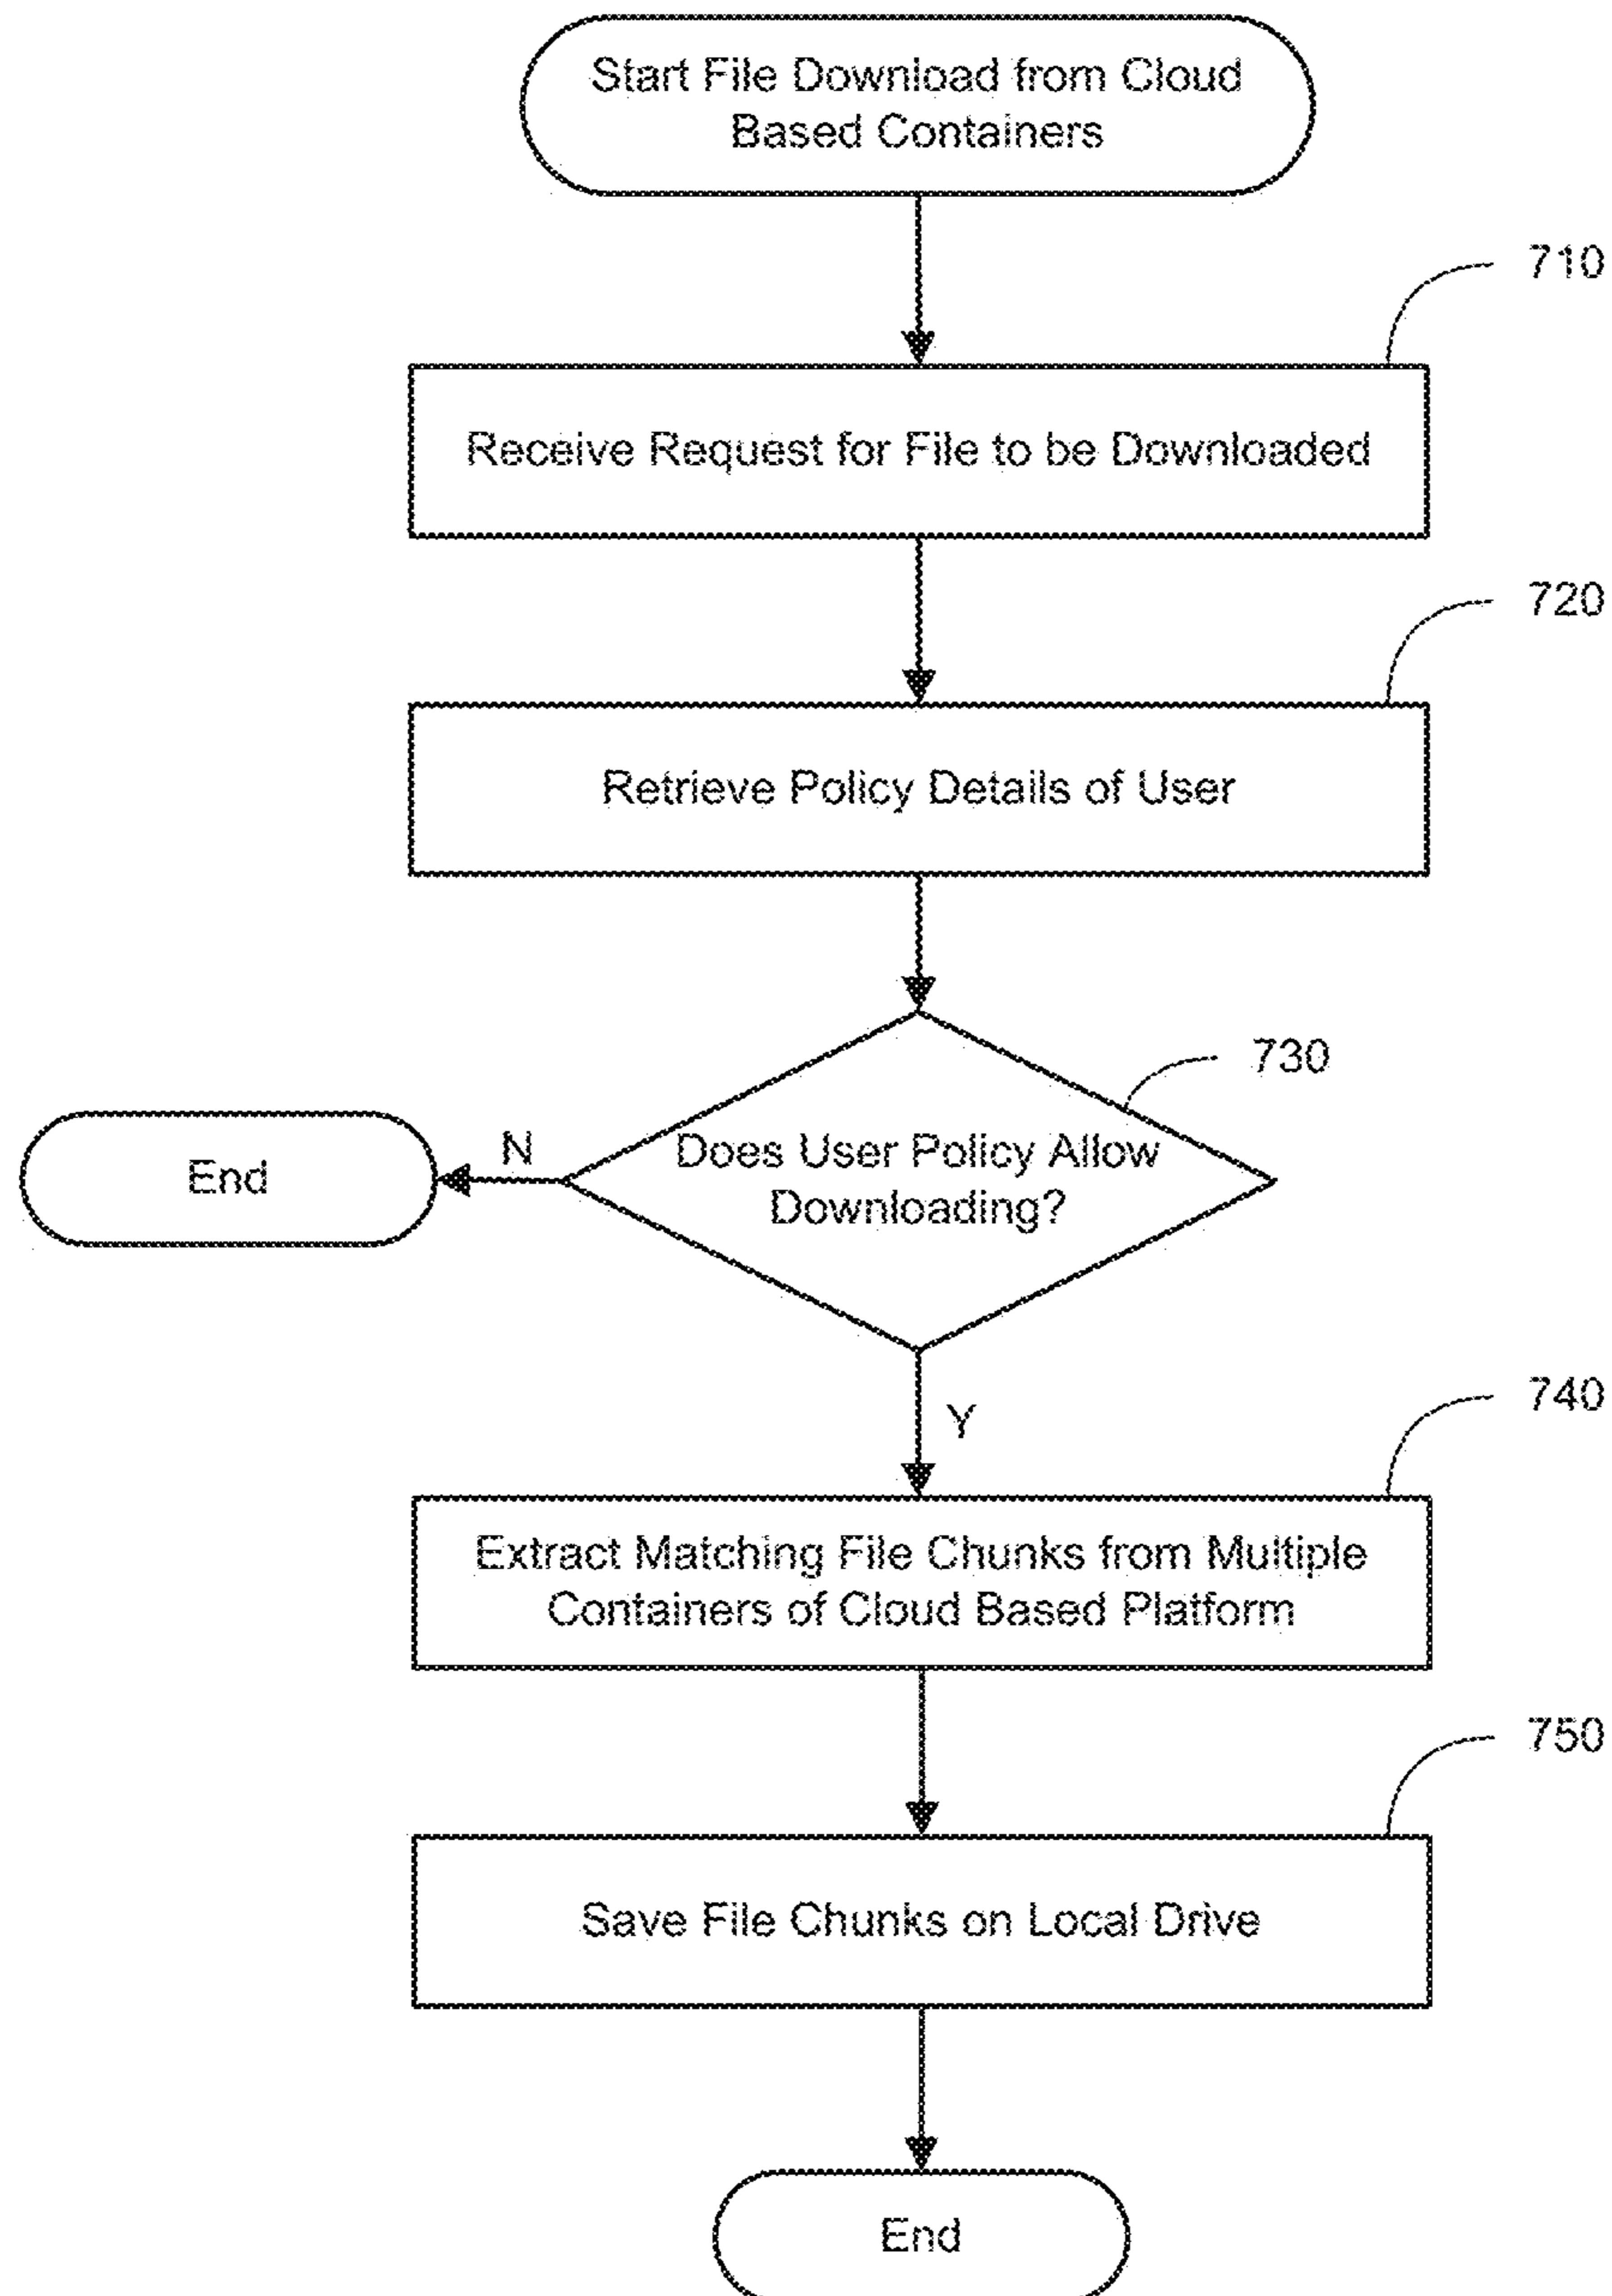 Start File Download from Cloud
Based Containers
710
Receive Request for File to be Downloaded
720
Retrieve Policy Details of User
730
Does User Policy Allow
Downloading?
N
End
Y
740
Extract Matching File Chunks from Multiple
Containers of Cloud Based Platform
750
Save File Chunks on Local Drive
End